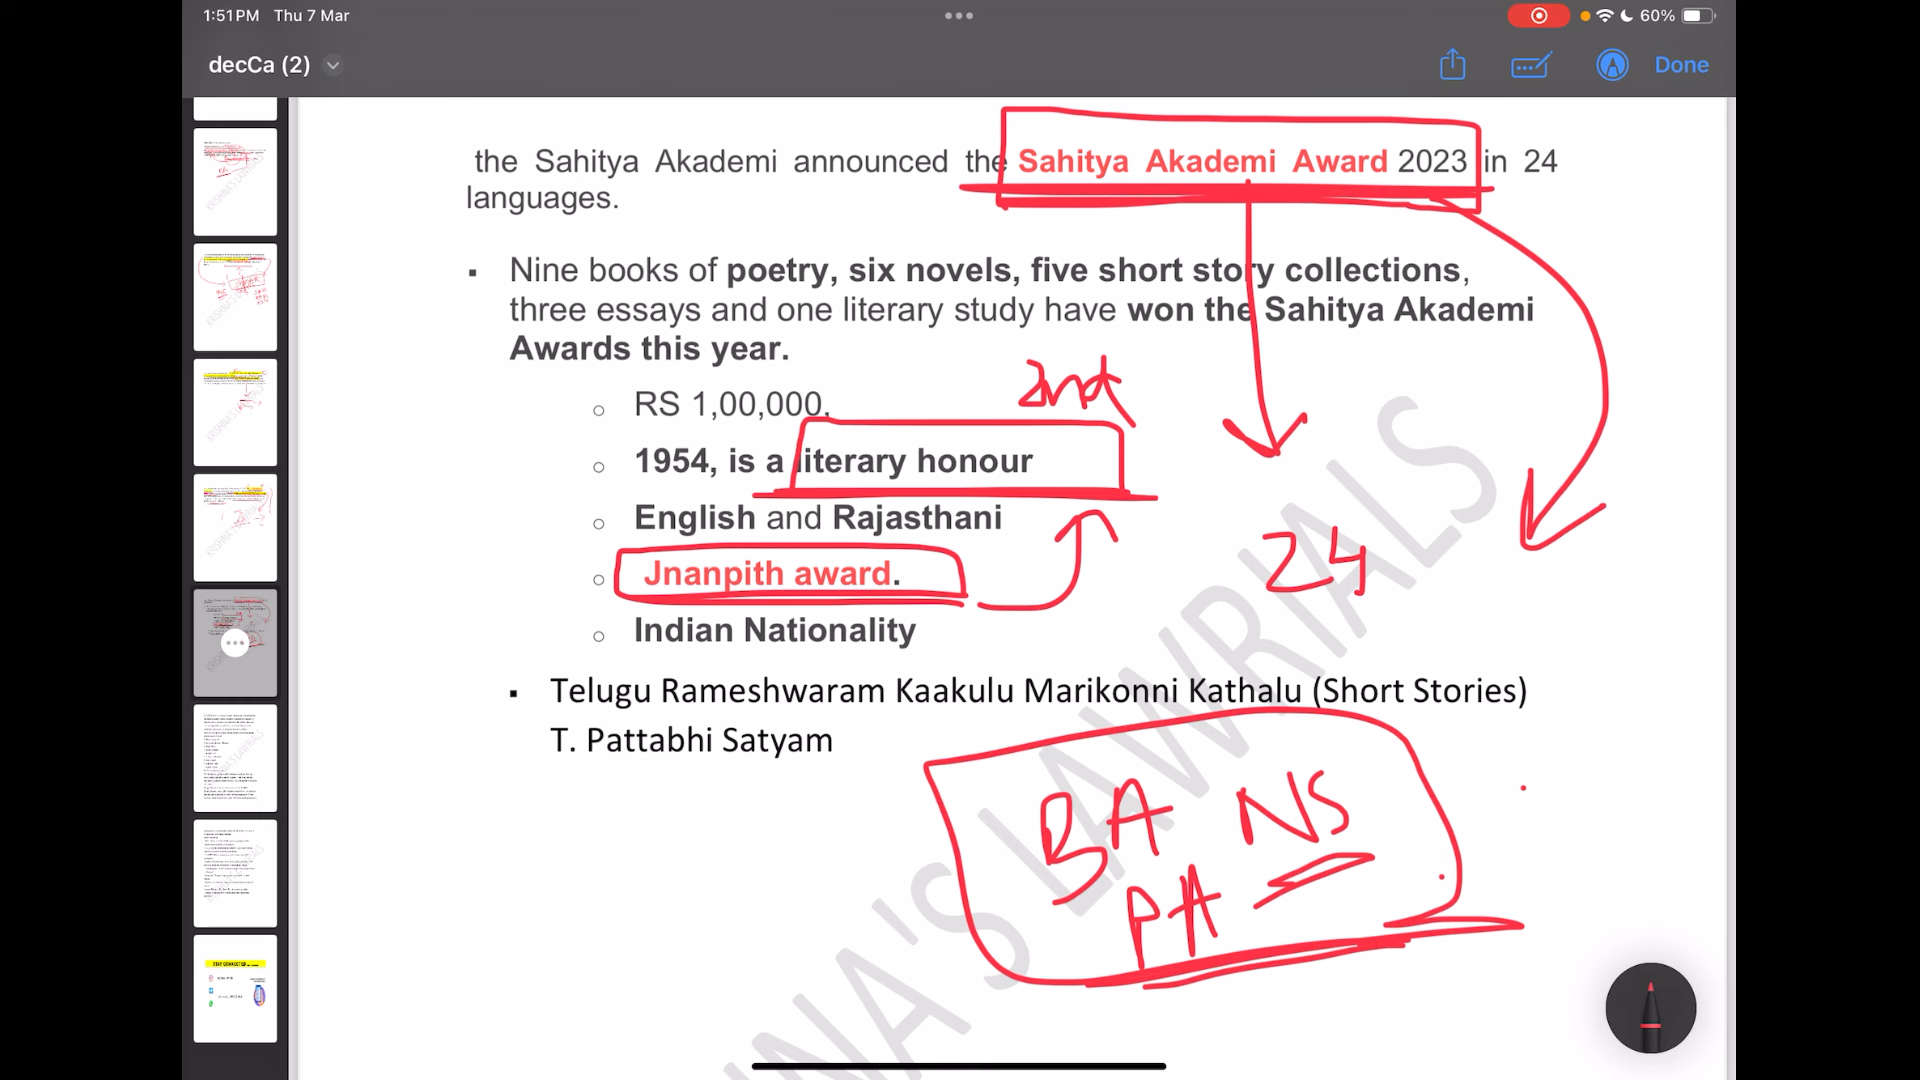 1:51PM Thu 7 Mar
60%
decCa (2)
Done
the Sahitya Akademi announced the Sahitya Akademi Award 2023 in 24
languages.
▪ Nine books of poetry, six novels, five short story collections,
three essays and one literary study have won the Sahitya Akademi
Awards this year.
2nd
o RS 1,00,000,
o 1954, is a literary honour
o English and Rajasthani
24
o Jnanpith award.
o Indian Nationality
▪ Telugu Rameshwaram Kaakulu Marikonni Kathalu (Short Stories)
T. Pattabhi Satyam
BA NS
PA
NNA'S LAWRIALS